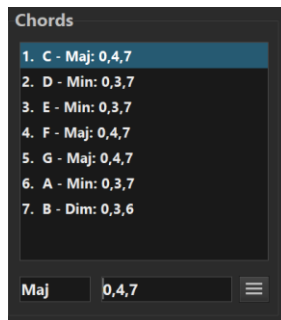 Chords
1. C - Maj: 0,4,7
2. D - Min: 0,3,7
3. E - Min: 0,3,7
4. F - Maj: 0,4,7
5. G - Maj: 0,4,7
6. A - Min: 0,3,7
7. B - Dim: 0,3,6
Maj 0,4,7